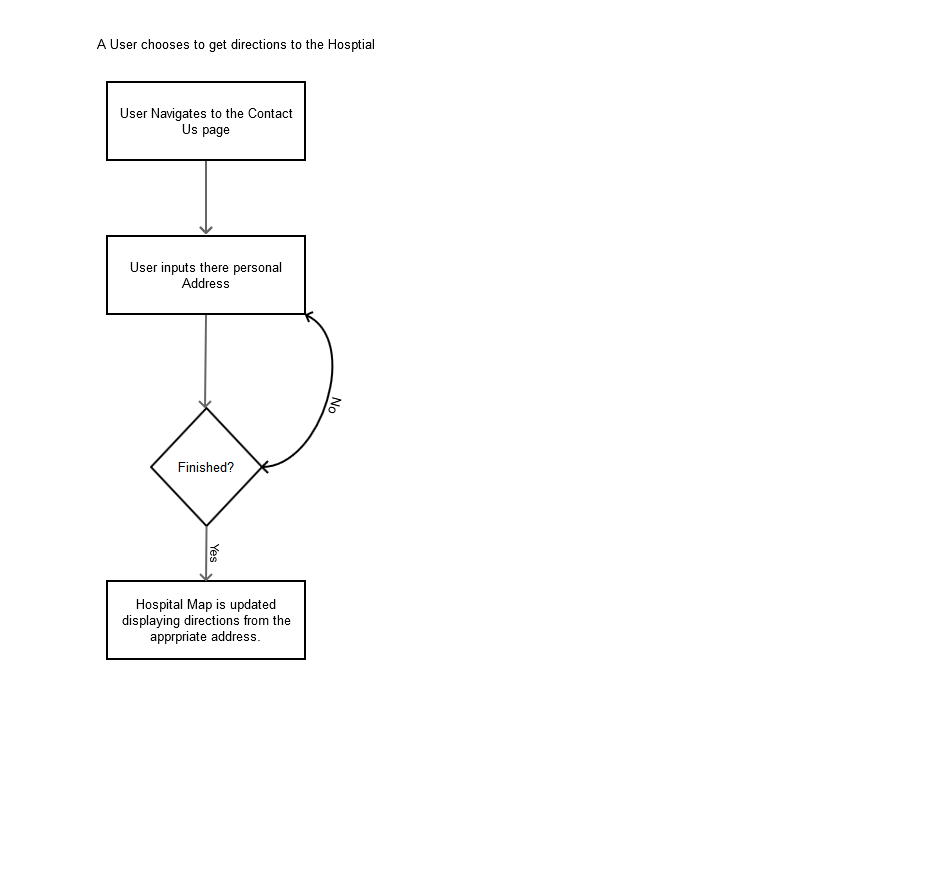 A User chooses to get directions to the Hosptial
User Navigates to the Contact
Us page
User inputs there personal
Address
No
Finished?
Yes
Hospital Map is updated
displaying directions from the
apprpriate address.